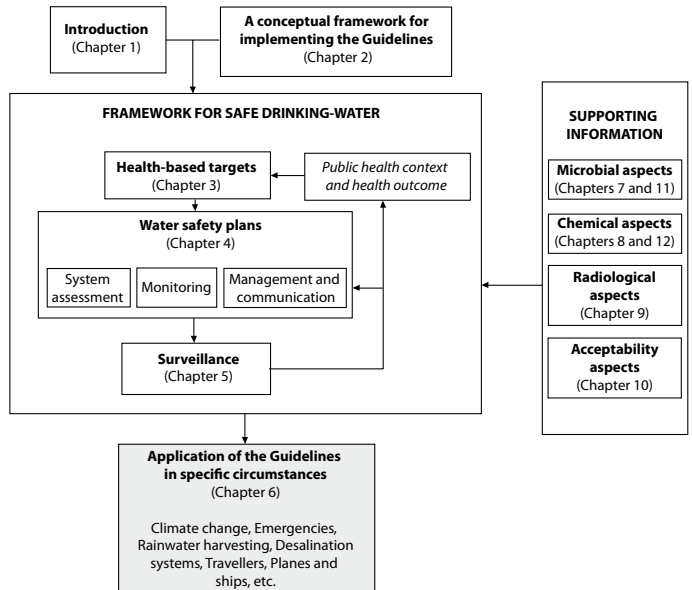 Introduction
(Chapter 1)
A conceptual framework for
implementing the Guidelines
(Chapter 2)
FRAMEWORK FOR SAFE DRINKING-WATER
Health-based targets
(Chapter 3)
Public health context
and health outcome
Water safety plans
(Chapter 4)
System
assessment
Monitoring
Management and
communication
Surveillance
(Chapter 5)
SUPPORTING
INFORMATION
Microbial aspects
(Chapters 7 and 11)
Chemical aspects
(Chapters 8 and 12)
Radiological
aspects
(Chapter 9)
Acceptability
aspects
(Chapter 10)
Application of the Guidelines
in specific circumstances
(Chapter 6)
Climate change, Emergencies,
Rainwater harvesting, Desalination
systems, Travellers, Planes and
ships, etc.